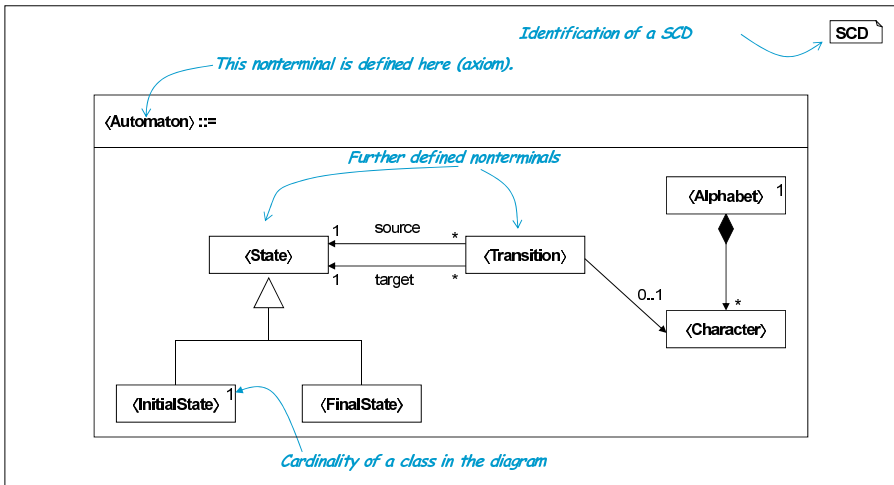 Identification of a SCD
SCD
This nonterminal is defined here (axiom).
⟨Automaton⟩ ::=
Further defined nonterminals
⟨Alphabet⟩ 1
1 source *
⟨State⟩
⟨Transition⟩
1 target *
0..1
*
⟨Character⟩
⟨InitialState⟩ 1
⟨FinalState⟩
Cardinality of a class in the diagram